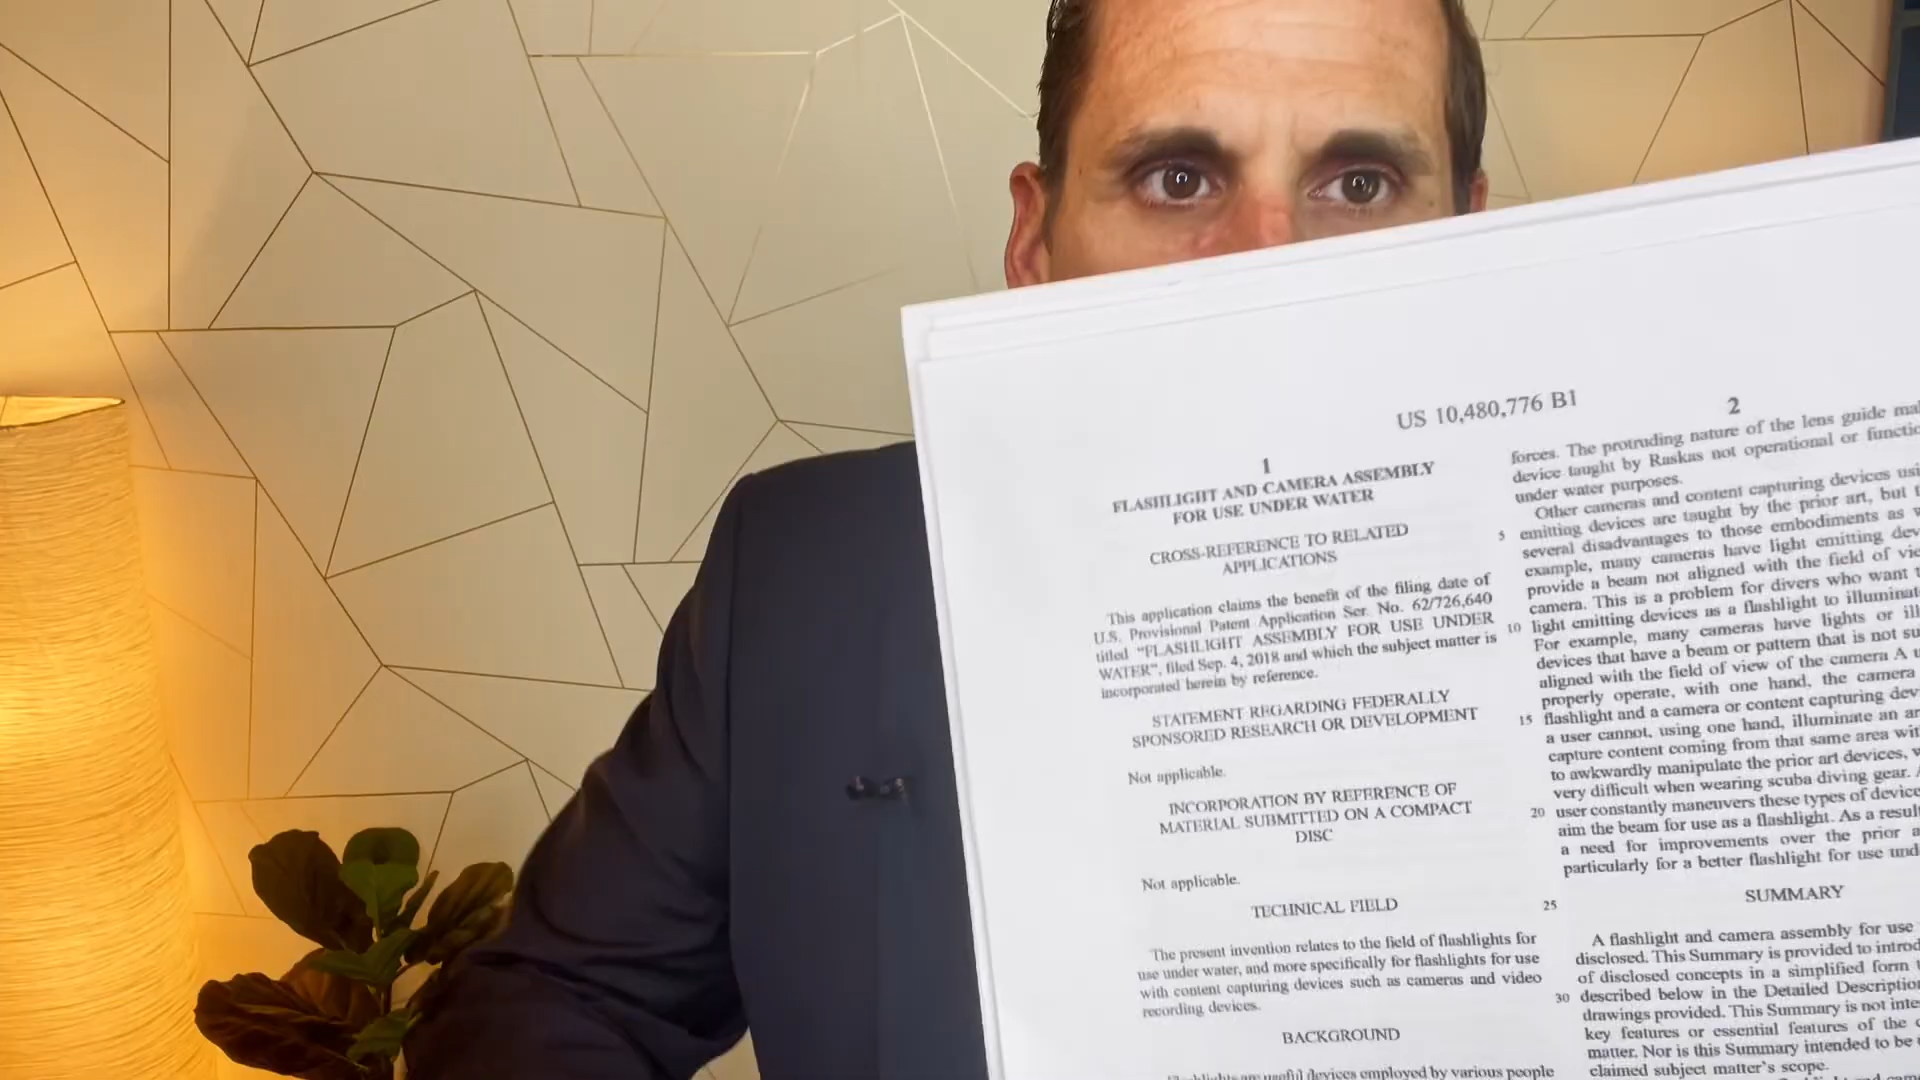 US 10,480,776 B1
1
FLASHLIGHT AND CAMERA ASSEMBLY
FOR USE UNDER WATER
CROSS-REFERENCE TO RELATED
APPLICATIONS
This application claims the benefit of the filing date of
U.S. Provisional Patent Application Ser. No. 62/726,640
titled "FLASHLIGHT ASSEMBLY FOR USE UNDER
WATER", filed Sep. 4, 2018 and which the subject matter is
incorporated herein by reference.
STATEMENT REGARDING FEDERALLY
SPONSORED RESEARCH OR DEVELOPMENT
Not applicable.
INCORPORATION BY REFERENCE OF
MATERIAL SUBMITTED ON A COMPACT
DISC
Not applicable.
TECHNICAL FIELD
The present invention relates to the field of flashlights for
use under water, and more specifically for flashlights for use
with content capturing devices such as cameras and video
recording devices.
BACKGROUND
Flashlights are useful devices employed by various people
5
10
15
20
25
30
2
forces. The protruding nature of the lens guide
device taught by Raskas not operational or
under water purposes.
Other cameras and content capturing devices
emitting devices are taught by the prior art, but
several disadvantages to those embodiments as
example, many cameras have light emitting
provide a beam not aligned with the field of
camera. This is a problem for divers who want
light emitting devices as a flashlight to
For example, many cameras have lights or
devices that have a beam or pattern that is not
aligned with the field of view of the camera A
properly operate, with one hand, the camera
flashlight and a camera or content capturing
a user cannot, using one hand, illuminate an
capture content coming from that same area
to awkwardly manipulate the prior art devices,
very difficult when wearing scuba diving gear.
user constantly maneuvers these types of
aim the beam for use as a flashlight. As a
a need for improvements over the prior
particularly for a better flashlight for use
SUMMARY
A flashlight and camera assembly for use
disclosed. This Summary is provided to
of disclosed concepts in a simplified form
described below in the Detailed
drawings provided. This Summary is not
key features or essential features of the
matter. Nor is this Summary intended to be
claimed subject matter's scope.